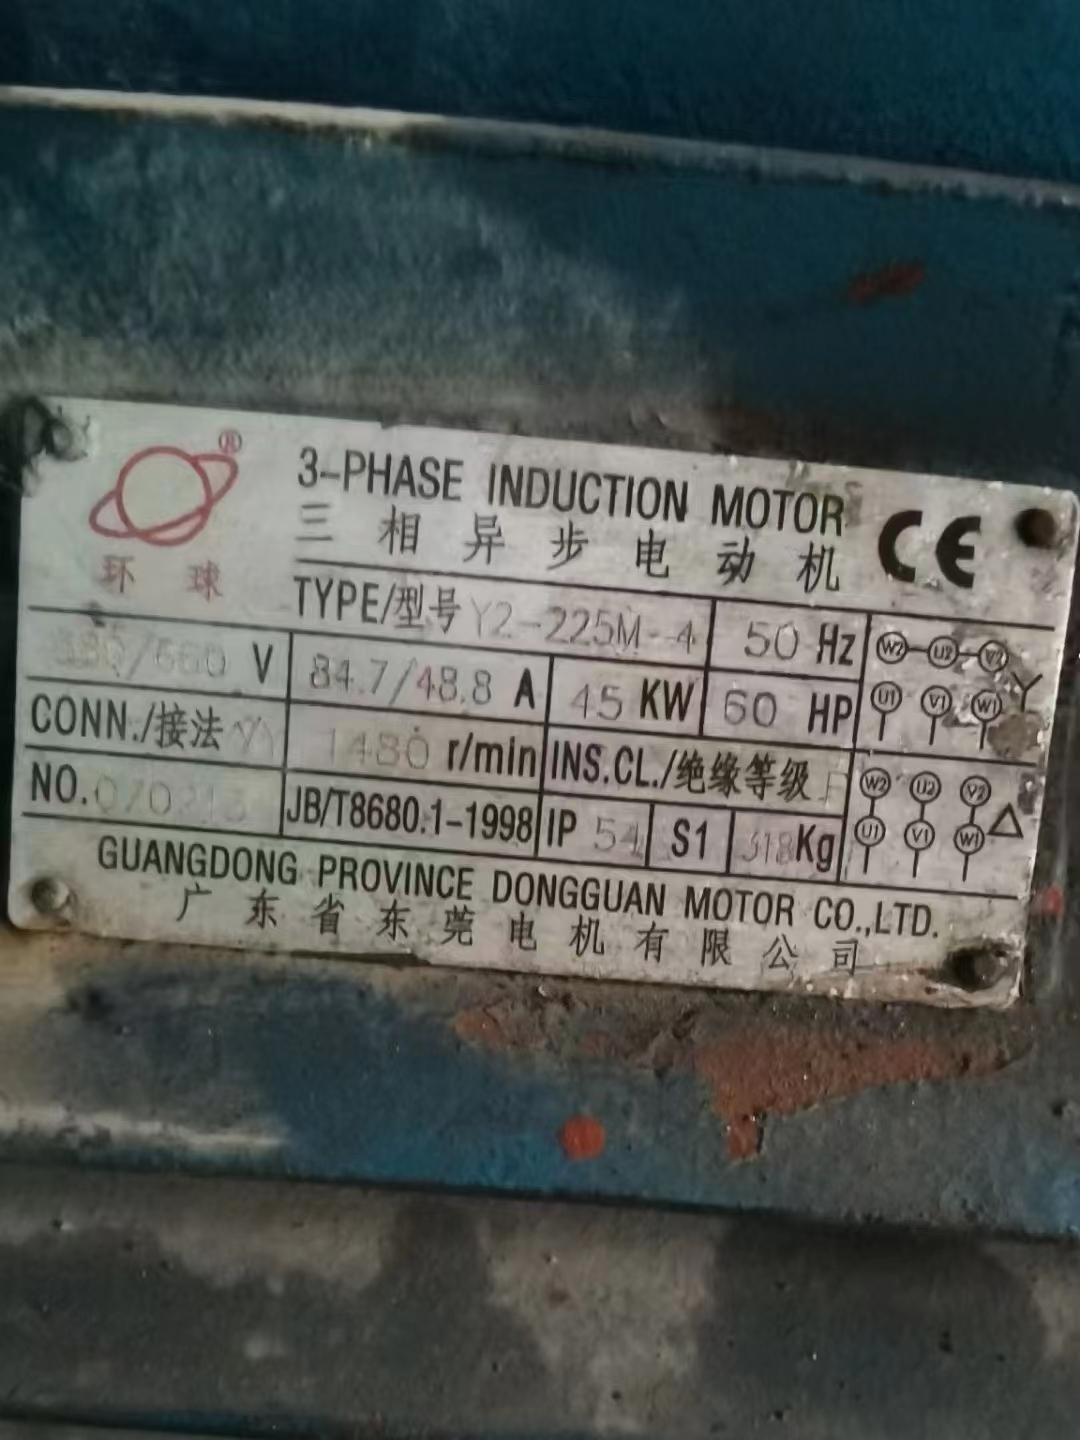 ®
环球
3-PHASE INDUCTION MOTOR
CE
三相异步电动机
TYPE/型号 Y2-225M-4
50 Hz
380/660 V
84.7/48.8 A
45 KW
60 HP
CONN./接法
1480 r/min
INS.CL./绝缘等级 F
NO.
JB/T8680.1-1998
IP 54
S1
318Kg
W2 U2 V2
U1 V1 W1
Y
W2 U2 V2
U1 V1 W1
△
GUANGDONG PROVINCE DONGGUAN MOTOR CO.,LTD.
广东省东莞电机有限公司